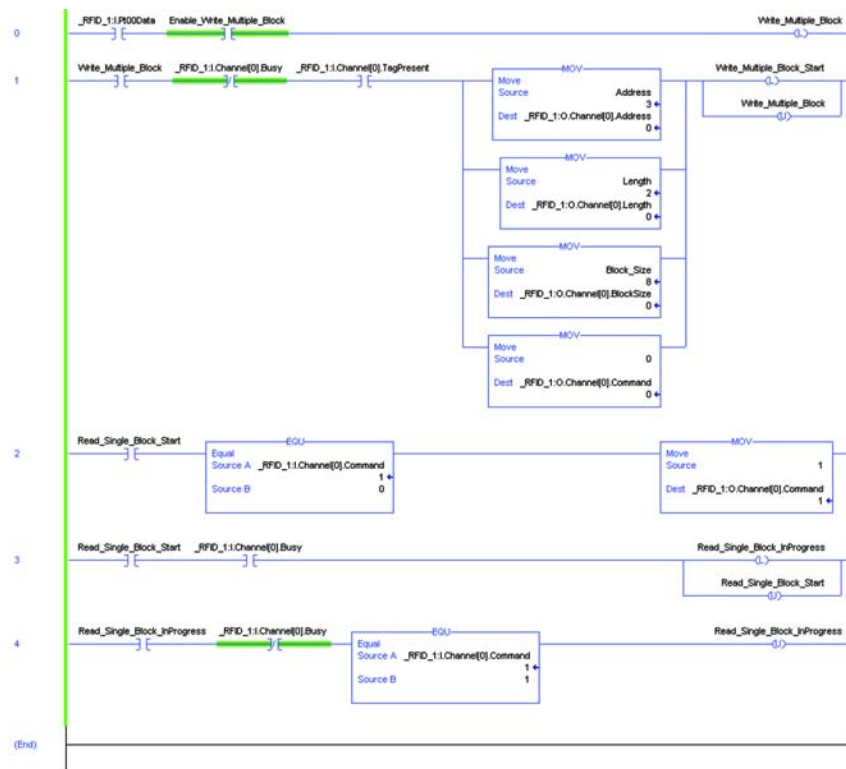 _RFID_1:I.Pt00Data Enable_Write_Multiple_Block Write_Multiple_Block
0
(L)
Write_Multiple_Block _RFID_1:I.Channel[0].Busy _RFID_1:I.Channel[0].TagPresent Write_Multiple_Block_Start
1
MOV
Move
Source Address
3
Dest _RFID_1:O.Channel[0].Address
0
(L)
Write_Multiple_Block
(U)
MOV
Move
Source Length
2
Dest _RFID_1:O.Channel[0].Length
0
MOV
Move
Source Block_Size
8
Dest _RFID_1:O.Channel[0].BlockSize
0
MOV
Move
Source 0
Dest _RFID_1:O.Channel[0].Command
0
Read_Single_Block_Start
2
EQU
Equal
Source A _RFID_1:I.Channel[0].Command
1
Source B 0
MOV
Move
Source 1
Dest _RFID_1:O.Channel[0].Command
1
Read_Single_Block_Start _RFID_1:I.Channel[0].Busy Read_Single_Block_InProgress
3
(L)
Read_Single_Block_Start
(U)
Read_Single_Block_InProgress _RFID_1:I.Channel[0].Busy Read_Single_Block_InProgress
4
EQU
Equal
Source A _RFID_1:I.Channel[0].Command
1
Source B 1
(U)
(End)